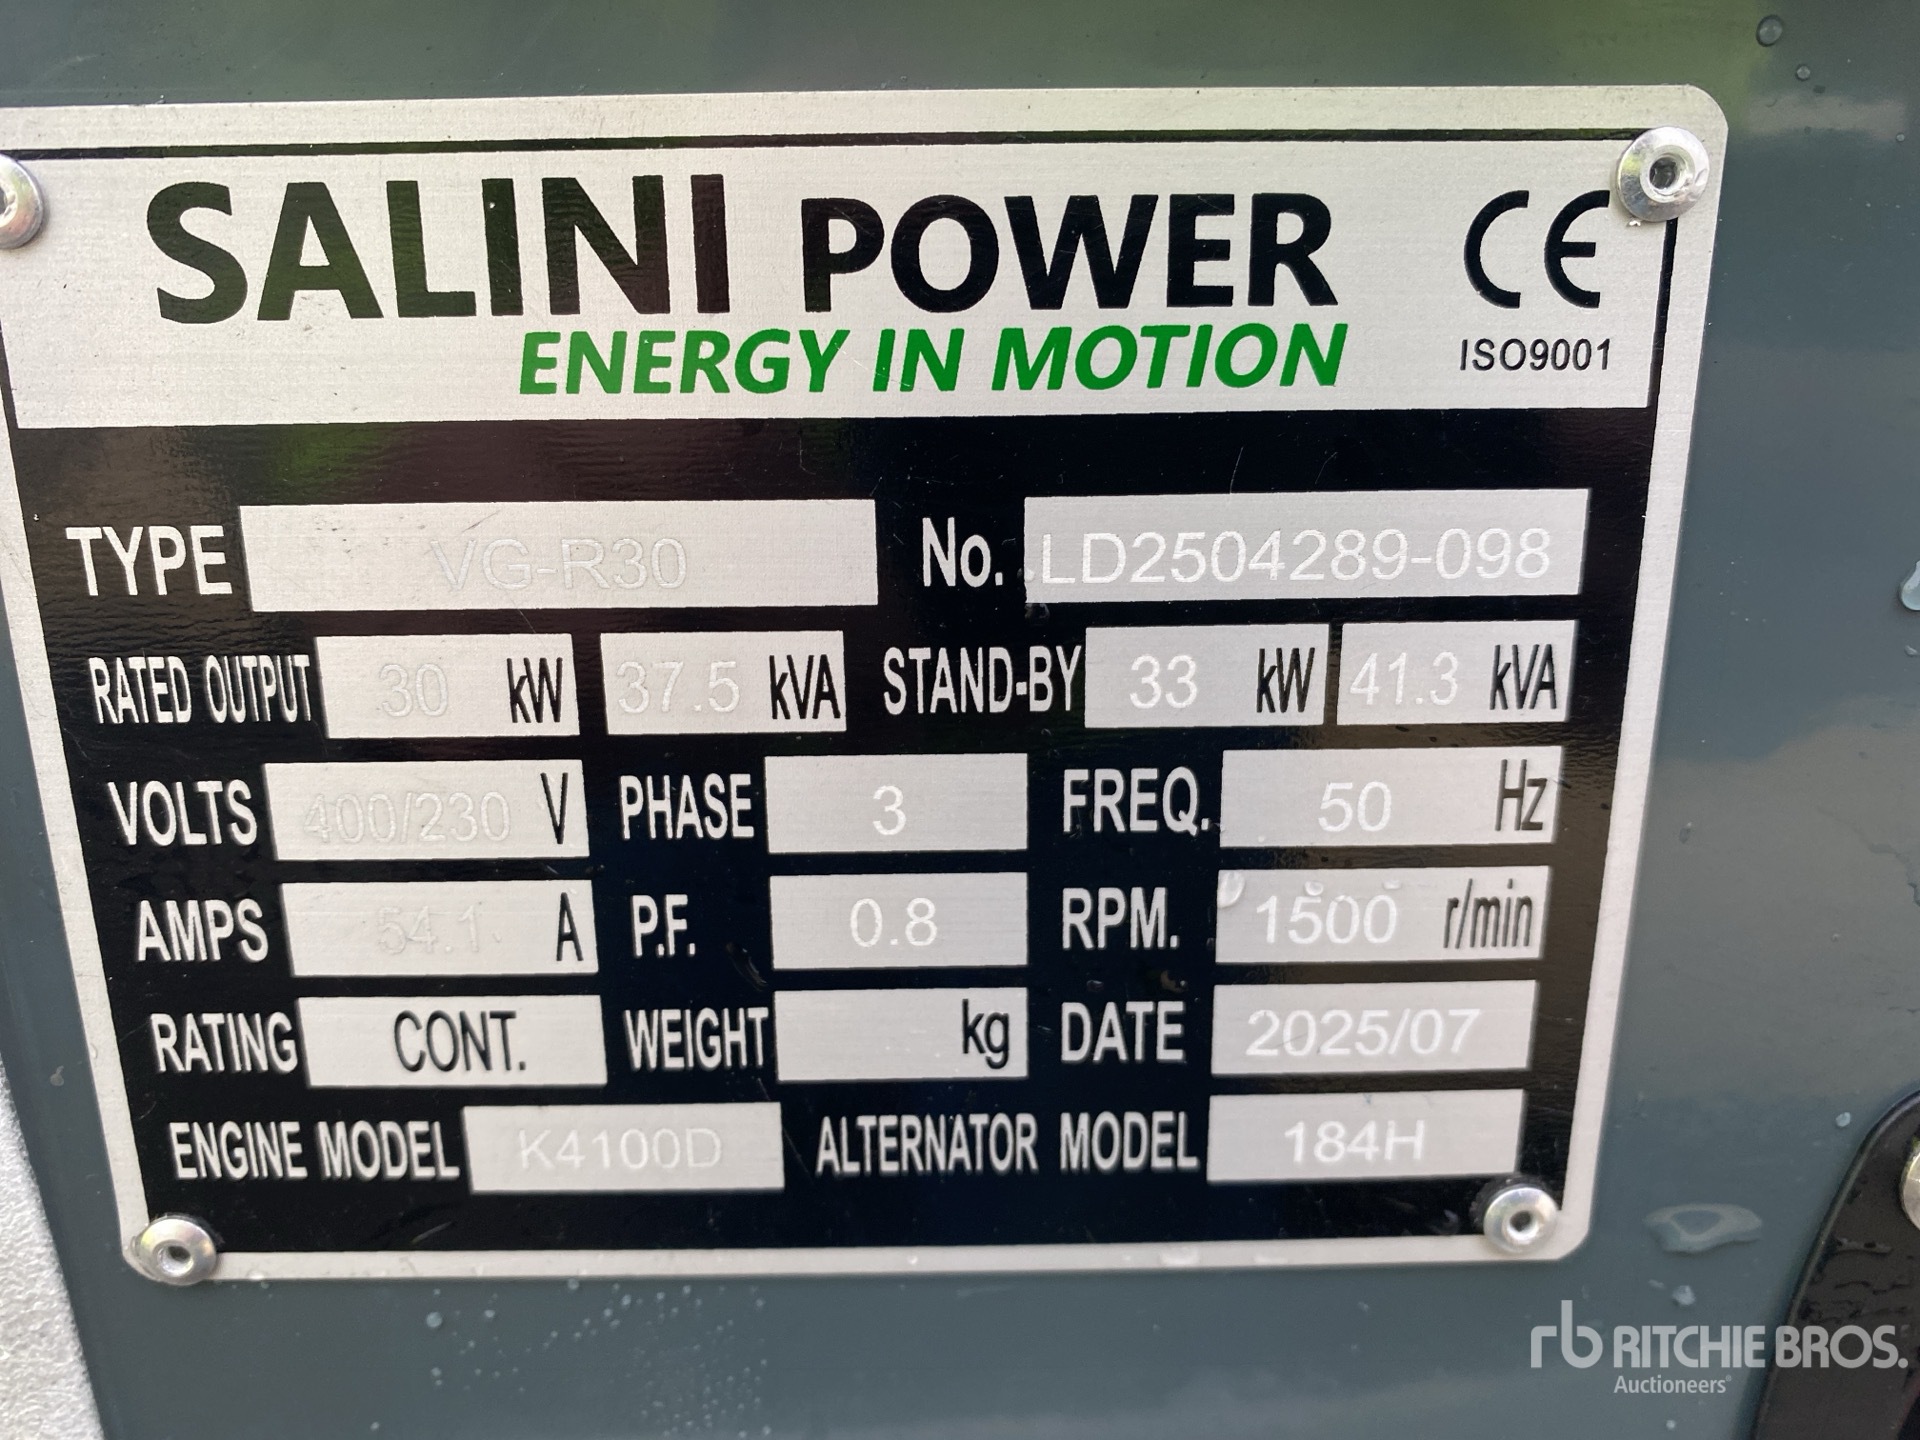 SALINI POWER CE
ENERGY IN MOTION ISO9001
TYPE VG-R30 No. LD2504289-098
RATED OUTPUT 30 kW 37.5 kVA STAND-BY 33 kW 41.3 kVA
VOLTS 400/230 V PHASE 3 FREQ. 50 Hz
AMPS 54.1 A P.F. 0.8 RPM. 1500 r/min
RATING CONT. WEIGHT kg DATE 2025/07
ENGINE MODEL K4100D ALTERNATOR MODEL 184H
rb RITCHIE BROS.
Auctioneers